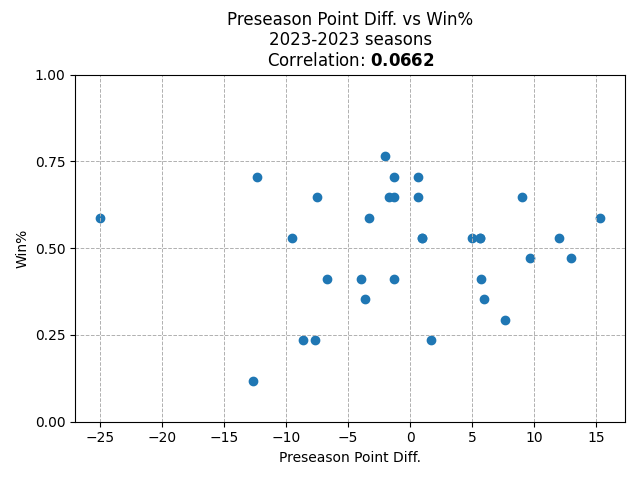 Preseason Point Diff. vs Win%
2023-2023 seasons
Correlation: 0.0662
1.00
0.75
0.50
0.25
0.00
Win%
−25 −20 −15 −10 −5 0 5 10 15
Preseason Point Diff.